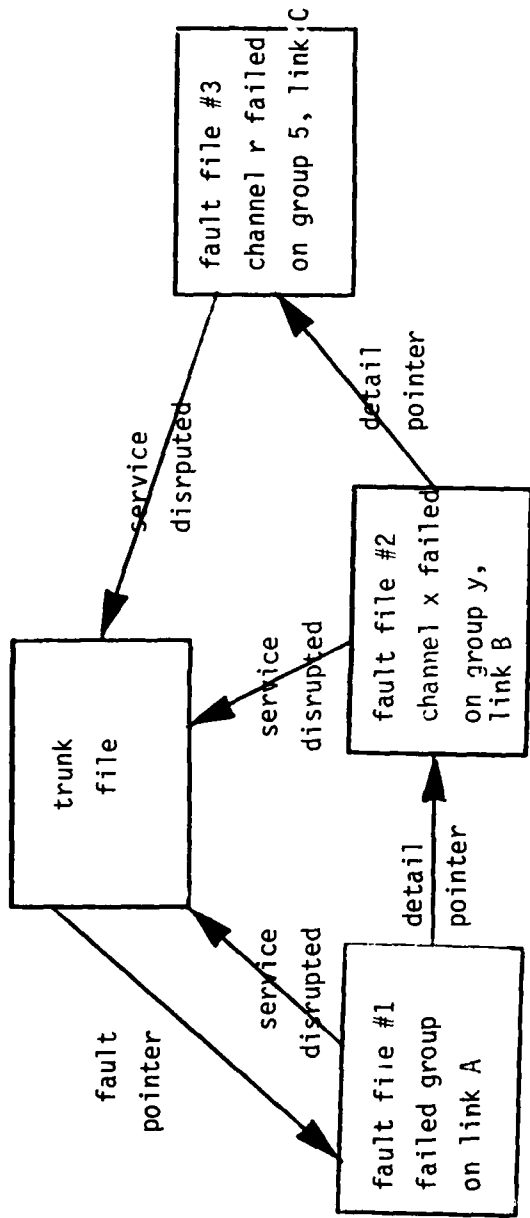 trunk
file
fault
pointer
service
disrupted
service
disrupted
service
disrputed
fault file #1
failed group
on link A
detail
pointer
fault file #2
channel x failed
on group y,
link B
detail
pointer
fault file #3
channel r failed
on group 5, link C